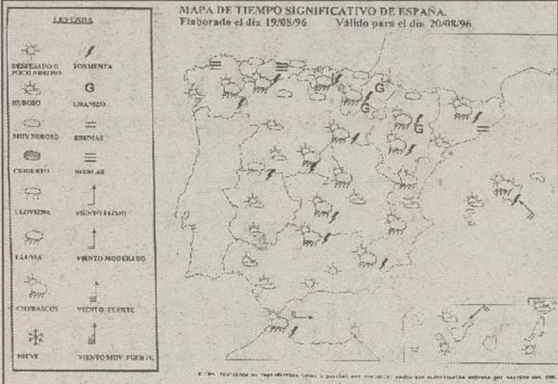 LEYENDA
DESPEJADO O
POCO NUBOSO
TORMENTA
NUBOSO
GRANIZO
MUY NUBOSO
BRUMAS
CUBIERTO
NIEBLAS
LLOVIZNA
VIENTO FLOJO
LLUVIA
VIENTO MODERADO
CHUBASCOS
VIENTO FUERTE
NIEVE
VIENTO MUY FUERTE
MAPA DE TIEMPO SIGNIFICATIVO DE ESPAÑA.
Elaborado el día 19/08/96 Válido para el día 20/08/96
G
G
G
G